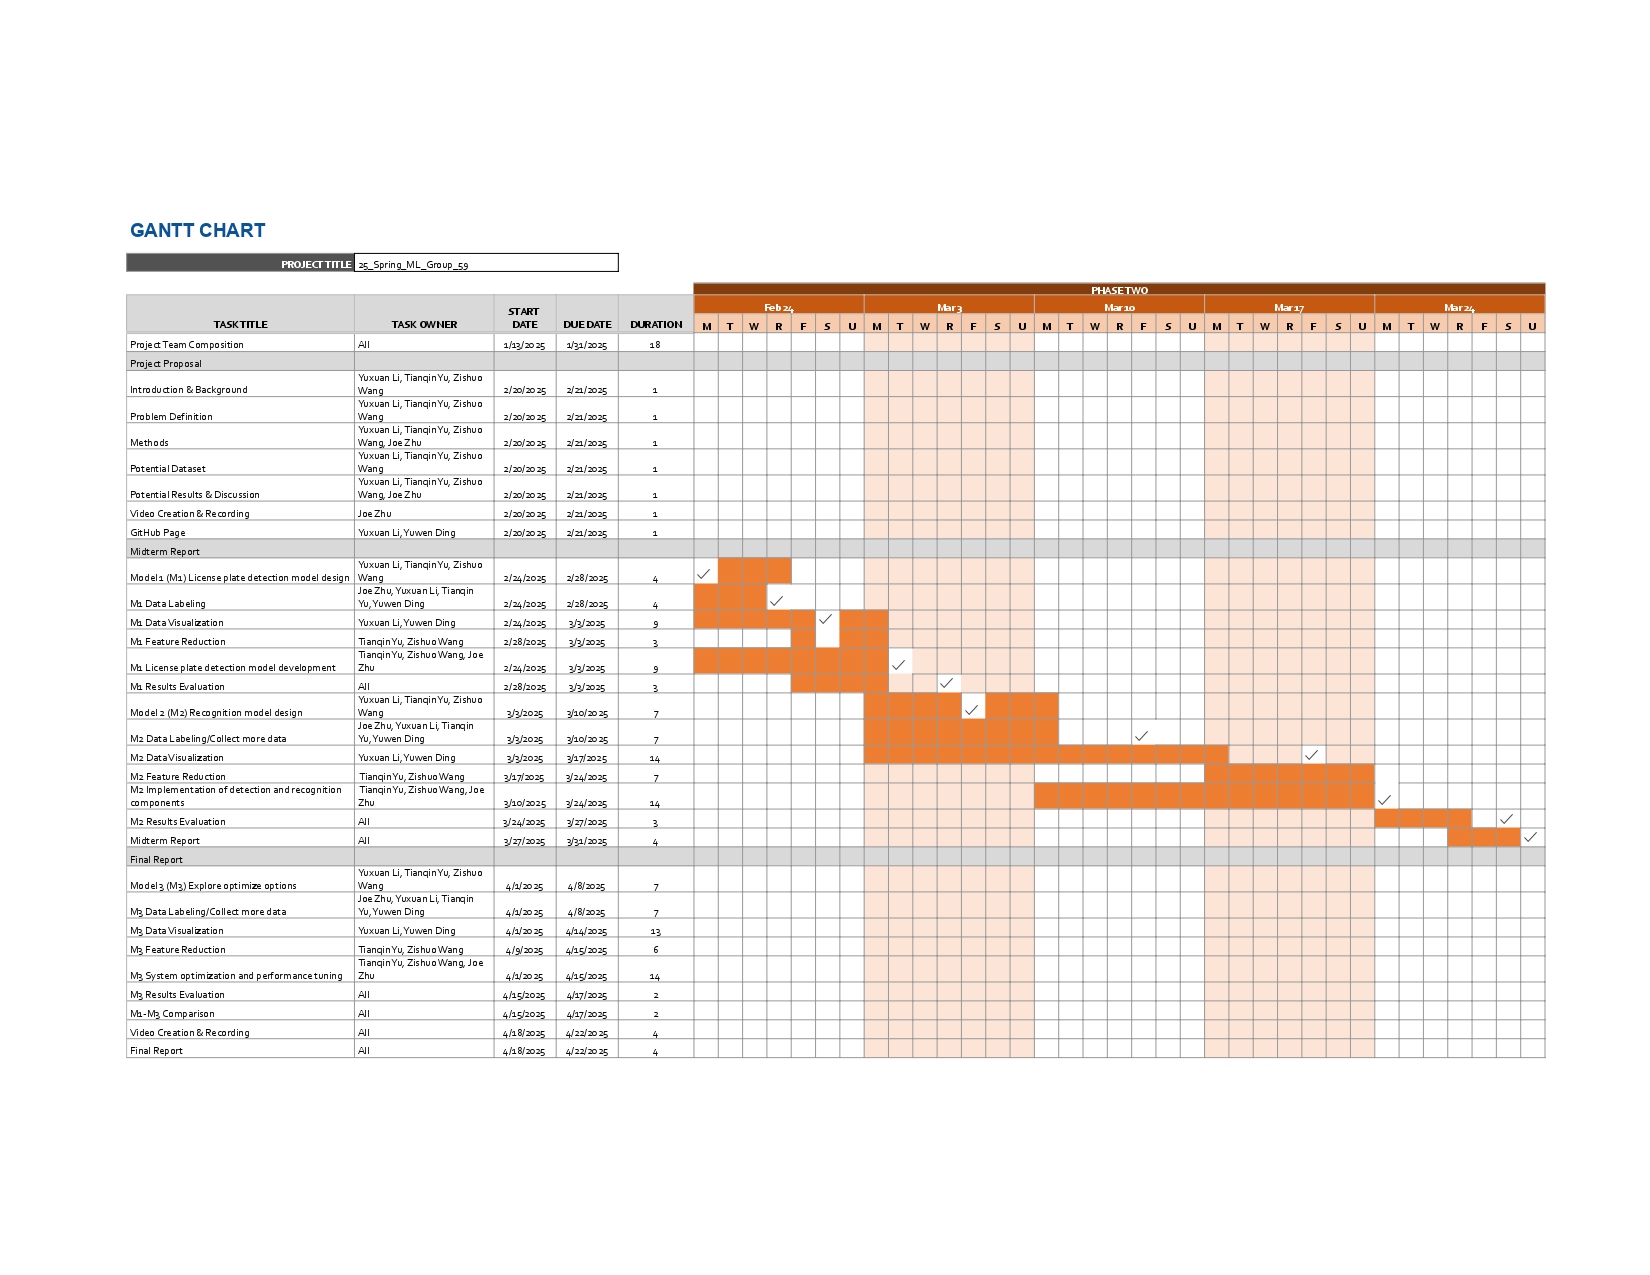 GANTT CHART
PROJECT TITLE 25_Spring_ML_Group_59
PHASE TWO
Feb 24 Mar 3 Mar 10 Mar 17 Mar 24
TASK TITLE TASK OWNER START DATE DUE DATE DURATION M T W R F S U M T W R F S U M T W R F S U M T W R F S U M T W R F S U
Project Team Composition All 1/13/2025 1/31/2025 18
Project Proposal
Introduction & Background Yuxuan Li, Tianqin Yu, Zishuo Wang 2/20/2025 2/21/2025 1
Problem Definition Yuxuan Li, Tianqin Yu, Zishuo Wang 2/20/2025 2/21/2025 1
Methods Yuxuan Li, Tianqin Yu, Zishuo Wang, Joe Zhu 2/20/2025 2/21/2025 1
Potential Dataset Yuxuan Li, Tianqin Yu, Zishuo Wang 2/20/2025 2/21/2025 1
Potential Results & Discussion Yuxuan Li, Tianqin Yu, Zishuo Wang, Joe Zhu 2/20/2025 2/21/2025 1
Video Creation & Recording Joe Zhu 2/20/2025 2/21/2025 1
GitHub Page Yuxuan Li, Yuwen Ding 2/20/2025 2/21/2025 1
Midterm Report
Model 1 (M1) License plate detection model design Yuxuan Li, Tianqin Yu, Zishuo Wang 2/24/2025 2/28/2025 4 ✓
M1 Data Labeling Joe Zhu, Yuxuan Li, Tianqin Yu, Yuwen Ding 2/24/2025 2/28/2025 4 ✓
M1 Data Visualization Yuxuan Li, Yuwen Ding 2/24/2025 3/3/2025 9 ✓
M1 Feature Reduction Tianqin Yu, Zishuo Wang 2/28/2025 3/3/2025 3
M1 License plate detection model development Tianqin Yu, Zishuo Wang, Joe Zhu 2/24/2025 3/3/2025 9 ✓
M1 Results Evaluation All 2/28/2025 3/3/2025 3 ✓
Model 2 (M2) Recognition model design Yuxuan Li, Tianqin Yu, Zishuo Wang 3/3/2025 3/10/2025 7 ✓
M2 Data Labeling/Collect more data Joe Zhu, Yuxuan Li, Tianqin Yu, Yuwen Ding 3/3/2025 3/10/2025 7 ✓
M2 Data Visualization Yuxuan Li, Yuwen Ding 3/3/2025 3/17/2025 14 ✓
M2 Feature Reduction Tianqin Yu, Zishuo Wang 3/17/2025 3/24/2025 7
M2 Implementation of detection and recognition components Tianqin Yu, Zishuo Wang, Joe Zhu 3/10/2025 3/24/2025 14 ✓
M2 Results Evaluation All 3/24/2025 3/27/2025 3 ✓
Midterm Report All 3/27/2025 3/31/2025 4 ✓
Final Report
Model 3 (M3) Explore optimize options Yuxuan Li, Tianqin Yu, Zishuo Wang 4/1/2025 4/8/2025 7
M3 Data Labeling/Collect more data Joe Zhu, Yuxuan Li, Tianqin Yu, Yuwen Ding 4/1/2025 4/8/2025 7
M3 Data Visualization Yuxuan Li, Yuwen Ding 4/1/2025 4/14/2025 13
M3 Feature Reduction Tianqin Yu, Zishuo Wang 4/9/2025 4/15/2025 6
M3 System optimization and performance tuning Tianqin Yu, Zishuo Wang, Joe Zhu 4/1/2025 4/15/2025 14
M3 Results Evaluation All 4/15/2025 4/17/2025 2
M1-M3 Comparison All 4/15/2025 4/17/2025 2
Video Creation & Recording All 4/18/2025 4/22/2025 4
Final Report All 4/18/2025 4/22/2025 4